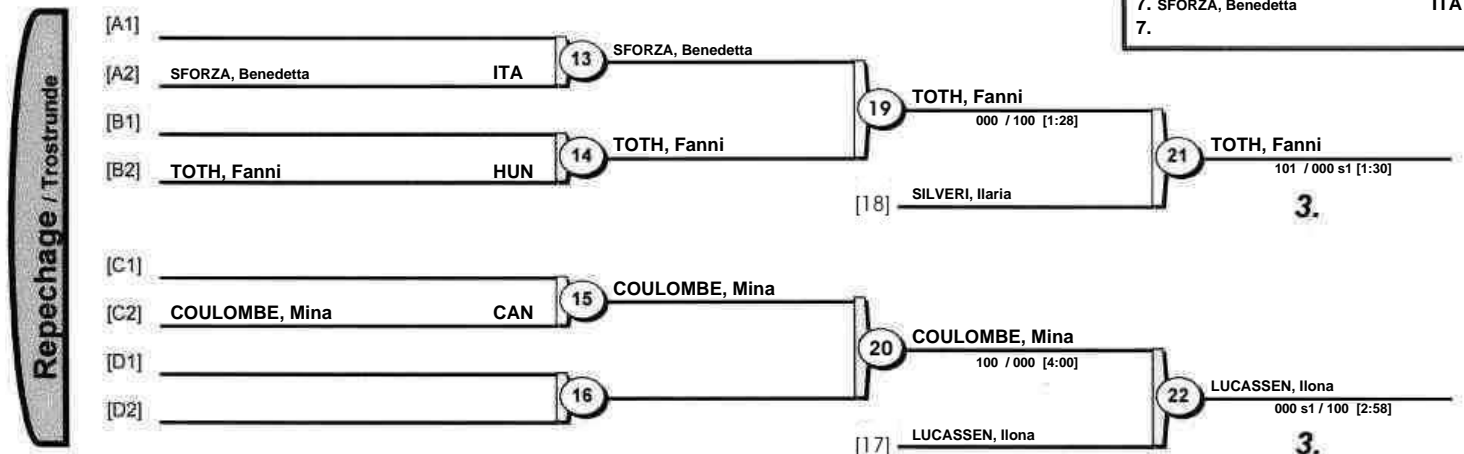 7. SFORZA, Benedetta ITA
7.
Repechage / Trostrunde
[A1]
[A2] SFORZA, Benedetta ITA
13 SFORZA, Benedetta
[B1]
[B2] TOTH, Fanni HUN
14 TOTH, Fanni
19 TOTH, Fanni
000 / 100 [1:28]
[18] SILVERI, Ilaria
21 TOTH, Fanni
101 / 000 s1 [1:30]
3.
[C1]
[C2] COULOMBE, Mina CAN
15 COULOMBE, Mina
[D1]
[D2]
16
20 COULOMBE, Mina
100 / 000 [4:00]
[17] LUCASSEN, Ilona
22 LUCASSEN, Ilona
000 s1 / 100 [2:58]
3.